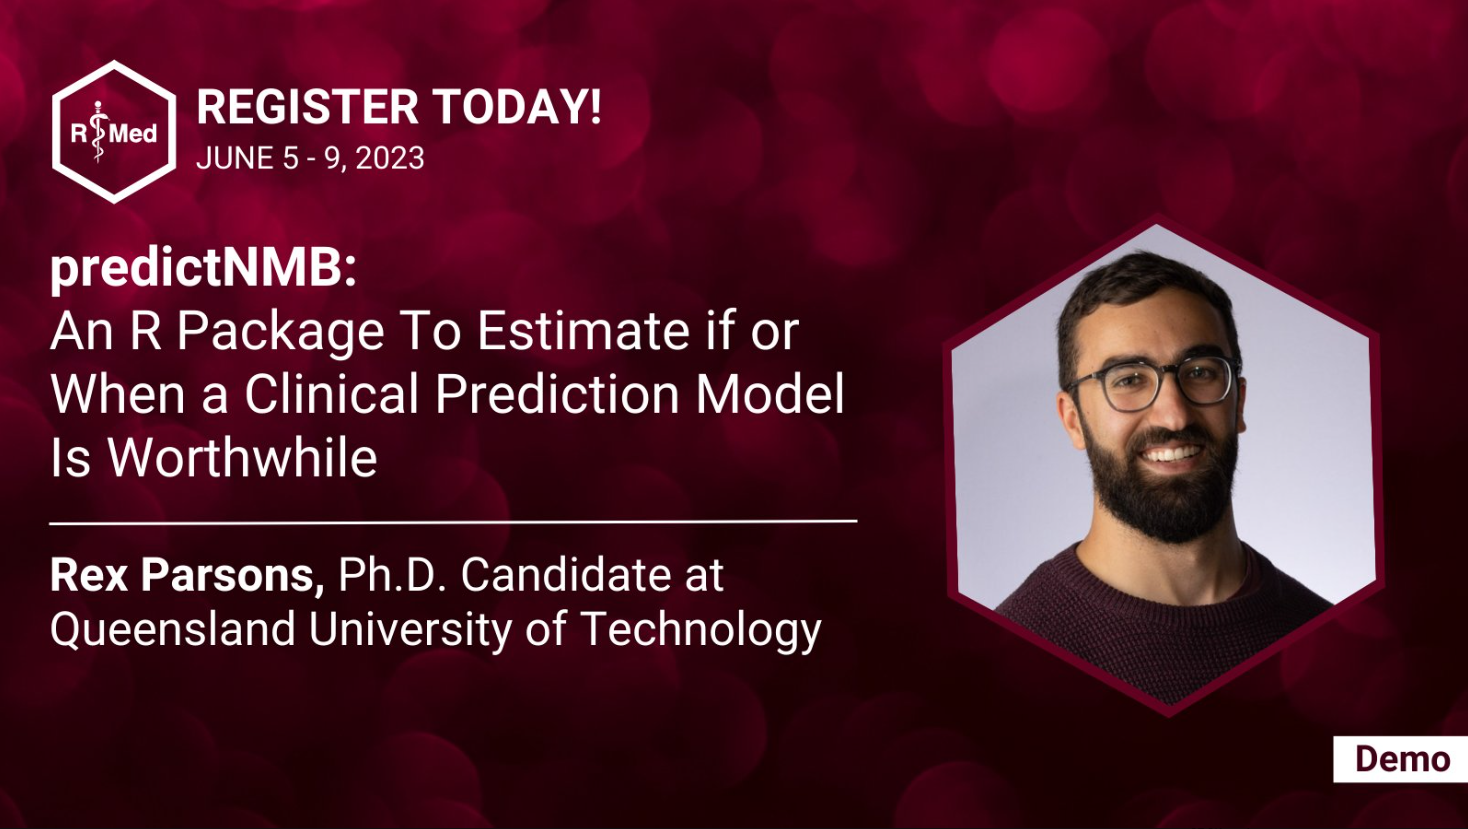 R Med
REGISTER TODAY!
JUNE 5 - 9, 2023
predictNMB:
An R Package To Estimate if or
When a Clinical Prediction Model
Is Worthwhile
Rex Parsons, Ph.D. Candidate at
Queensland University of Technology
Demo